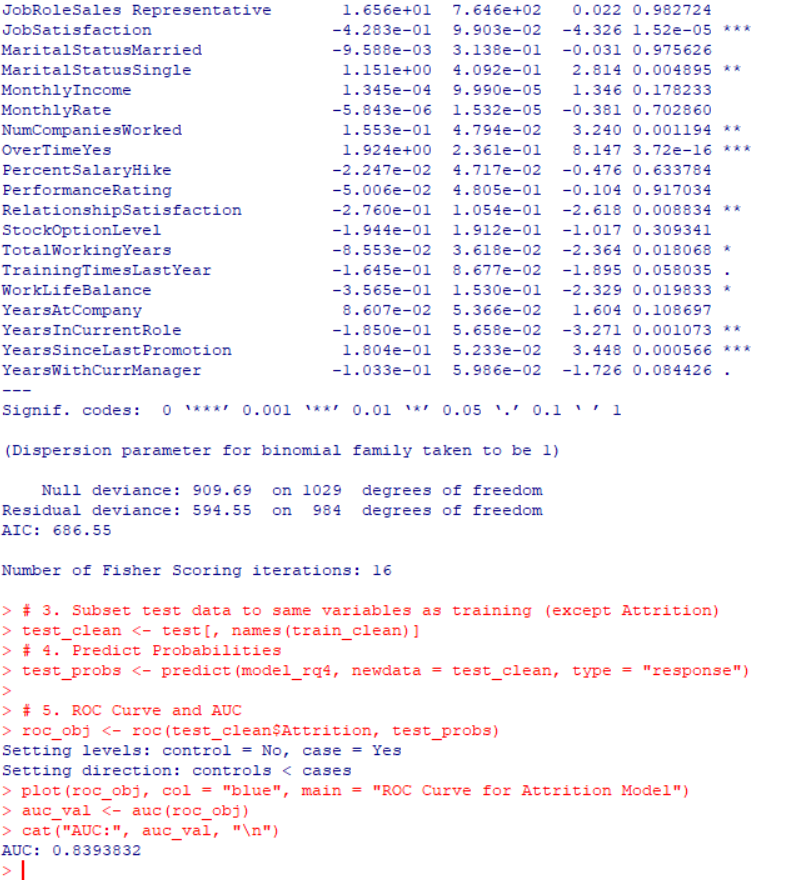 JobRoleSales Representative 1.656e+01 7.646e+02 0.022 0.982724
JobSatisfaction -4.283e-01 9.903e-02 -4.326 1.52e-05 ***
MaritalStatusMarried -9.588e-03 3.138e-01 -0.031 0.975626
MaritalStatusSingle 1.151e+00 4.092e-01 2.814 0.004895 **
MonthlyIncome 1.345e-04 9.990e-05 1.346 0.178233
MonthlyRate -5.843e-06 1.532e-05 -0.381 0.702860
NumCompaniesWorked 1.553e-01 4.794e-02 3.240 0.001194 **
OverTimeYes 1.924e+00 2.361e-01 8.147 3.72e-16 ***
PercentSalaryHike -2.247e-02 4.717e-02 -0.476 0.633784
PerformanceRating -5.006e-02 4.805e-01 -0.104 0.917034
RelationshipSatisfaction -2.760e-01 1.054e-01 -2.618 0.008834 **
StockOptionLevel -1.944e-01 1.912e-01 -1.017 0.309341
TotalWorkingYears -8.553e-02 3.618e-02 -2.364 0.018068 *
TrainingTimesLastYear -1.645e-01 8.677e-02 -1.895 0.058035 .
WorkLifeBalance -3.565e-01 1.530e-01 -2.329 0.019833 *
YearsAtCompany 8.607e-02 5.366e-02 1.604 0.108697
YearsInCurrentRole -1.850e-01 5.658e-02 -3.271 0.001073 **
YearsSinceLastPromotion 1.804e-01 5.233e-02 3.448 0.000566 ***
YearsWithCurrManager -1.033e-01 5.986e-02 -1.726 0.084426 .
---
Signif. codes: 0 ‘***’ 0.001 ‘**’ 0.01 ‘*’ 0.05 ‘.’ 0.1 ‘ ’ 1
(Dispersion parameter for binomial family taken to be 1)
Null deviance: 909.69 on 1029 degrees of freedom
Residual deviance: 594.55 on 984 degrees of freedom
AIC: 686.55
Number of Fisher Scoring iterations: 16
> # 3. Subset test data to same variables as training (except Attrition)
> test_clean <- test[, names(train_clean)]
> # 4. Predict Probabilities
> test_probs <- predict(model_rq4, newdata = test_clean, type = "response")
>
> # 5. ROC Curve and AUC
> roc_obj <- roc(test_clean$Attrition, test_probs)
Setting levels: control = No, case = Yes
Setting direction: controls < cases
> plot(roc_obj, col = "blue", main = "ROC Curve for Attrition Model")
> auc_val <- auc(roc_obj)
> cat("AUC:", auc_val, "\n")
AUC: 0.8393832
>